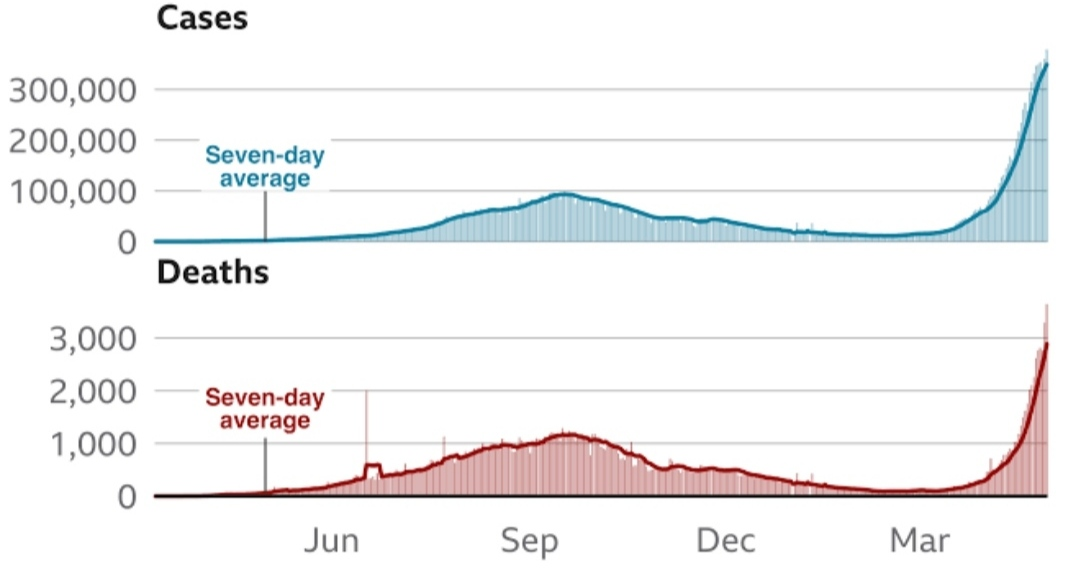 Cases
300,000
200,000
Seven-day
average
100,000
0
Deaths
3,000
2,000
Seven-day
average
1,000
0
Jun Sep Dec Mar